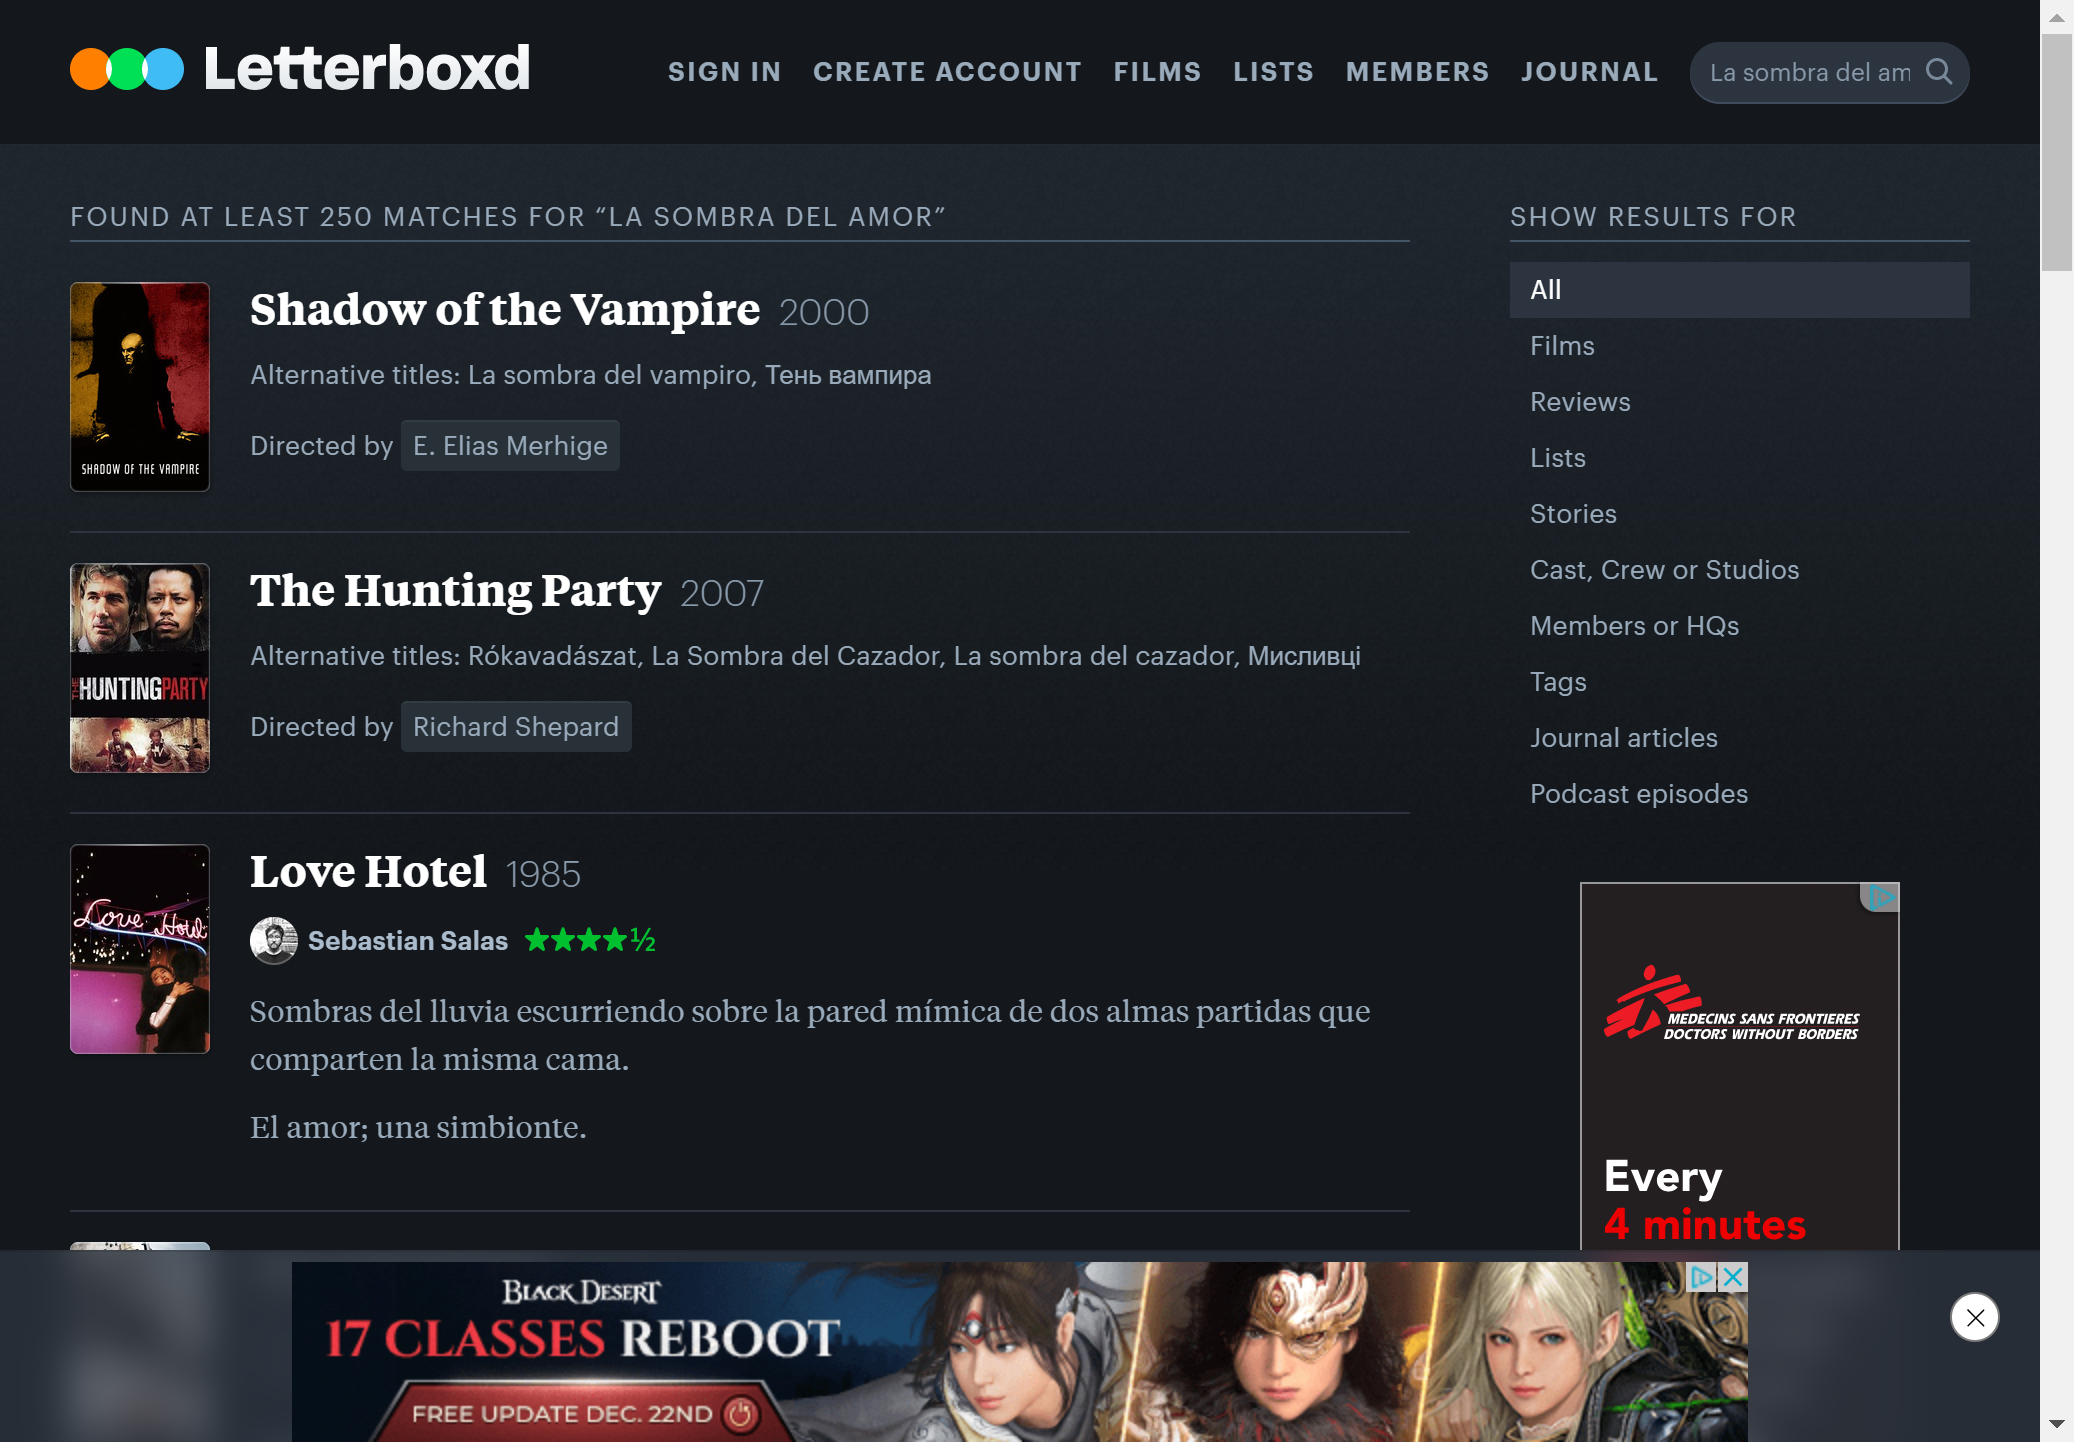 Letterboxd
SIGN IN CREATE ACCOUNT FILMS LISTS MEMBERS JOURNAL La sombra del am
FOUND AT LEAST 250 MATCHES FOR “LA SOMBRA DEL AMOR”
SHADOW OF THE VAMPIRE
Shadow of the Vampire 2000
Alternative titles: La sombra del vampiro, Тень вампира
Directed by E. Elias Merhige
THE HUNTING PARTY
The Hunting Party 2007
Alternative titles: Rókavadászat, La Sombra del Cazador, La sombra del cazador, Мисливці
Directed by Richard Shepard
Love Hotel
Love Hotel 1985
Sebastian Salas ★★★★½
Sombras del lluvia escurriendo sobre la pared mímica de dos almas partidas que
comparten la misma cama.
El amor; una simbionte.
SHOW RESULTS FOR
All
Films
Reviews
Lists
Stories
Cast, Crew or Studios
Members or HQs
Tags
Journal articles
Podcast episodes
MEDECINS SANS FRONTIERES
DOCTORS WITHOUT BORDERS
Every
4 minutes
BLACK DESERT
17 CLASSES REBOOT
FREE UPDATE DEC. 22ND